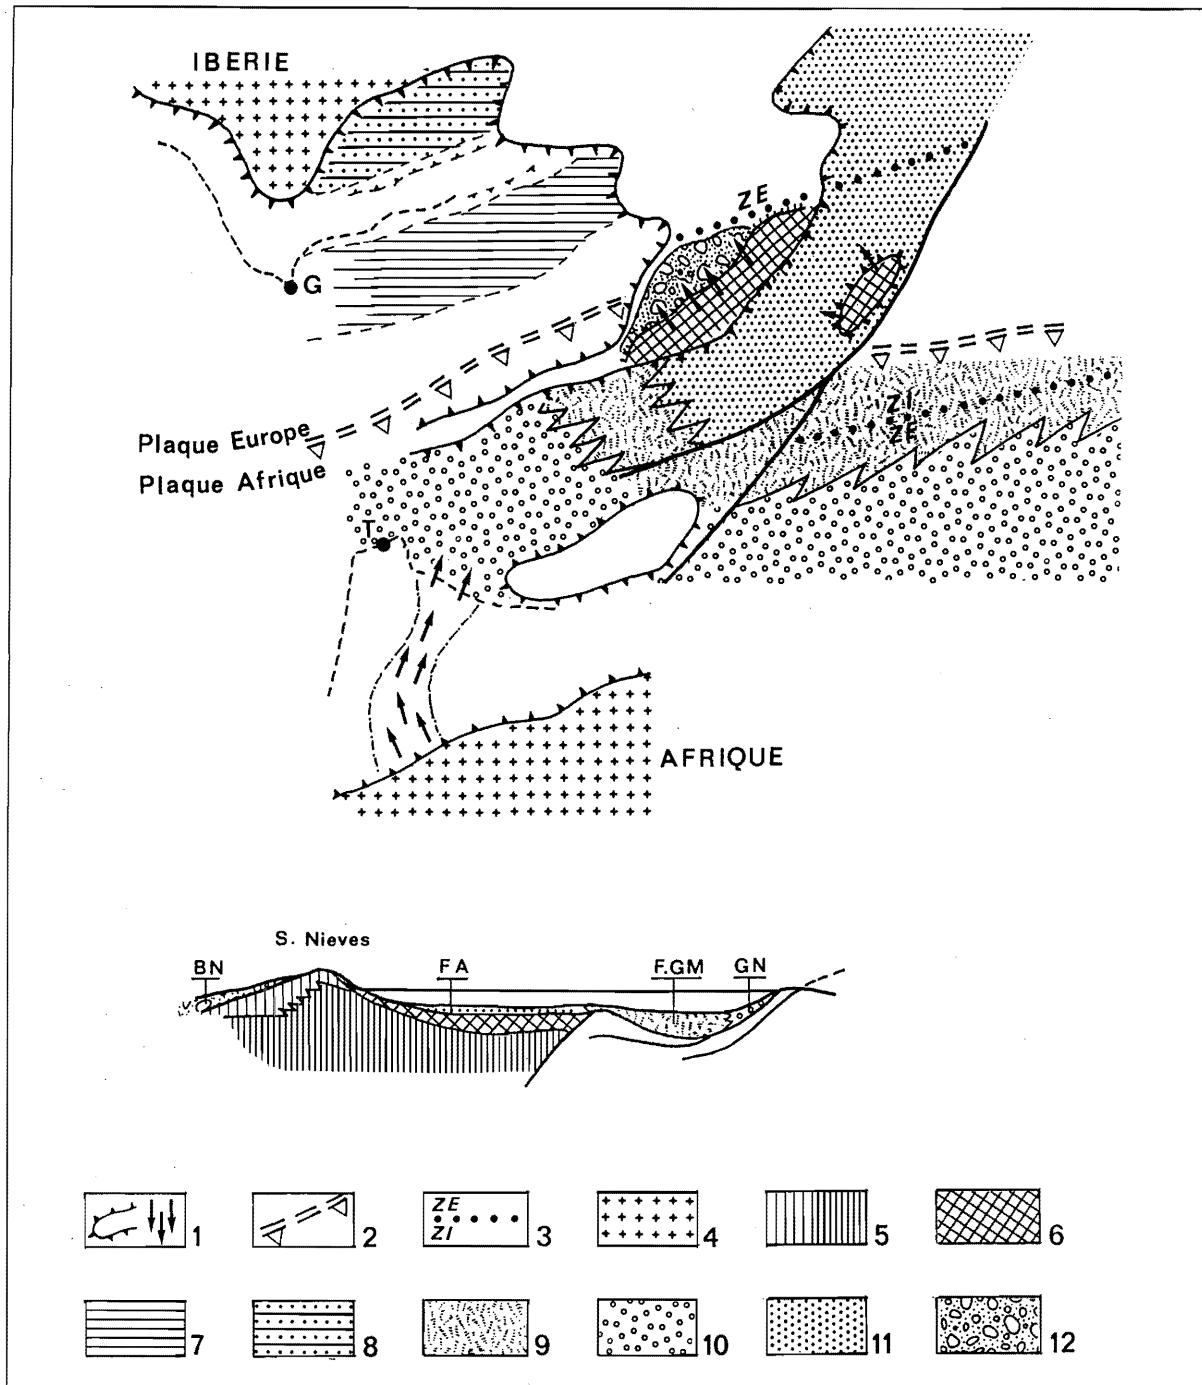 IBERIE
ZE
G
Plaque Europe
Plaque Afrique
ZI
ZE
T
AFRIQUE
S. Nieves
BN
FA
F.GM
GN
1
2
ZE
ZI
3
4
5
6
7
8
9
10
11
12